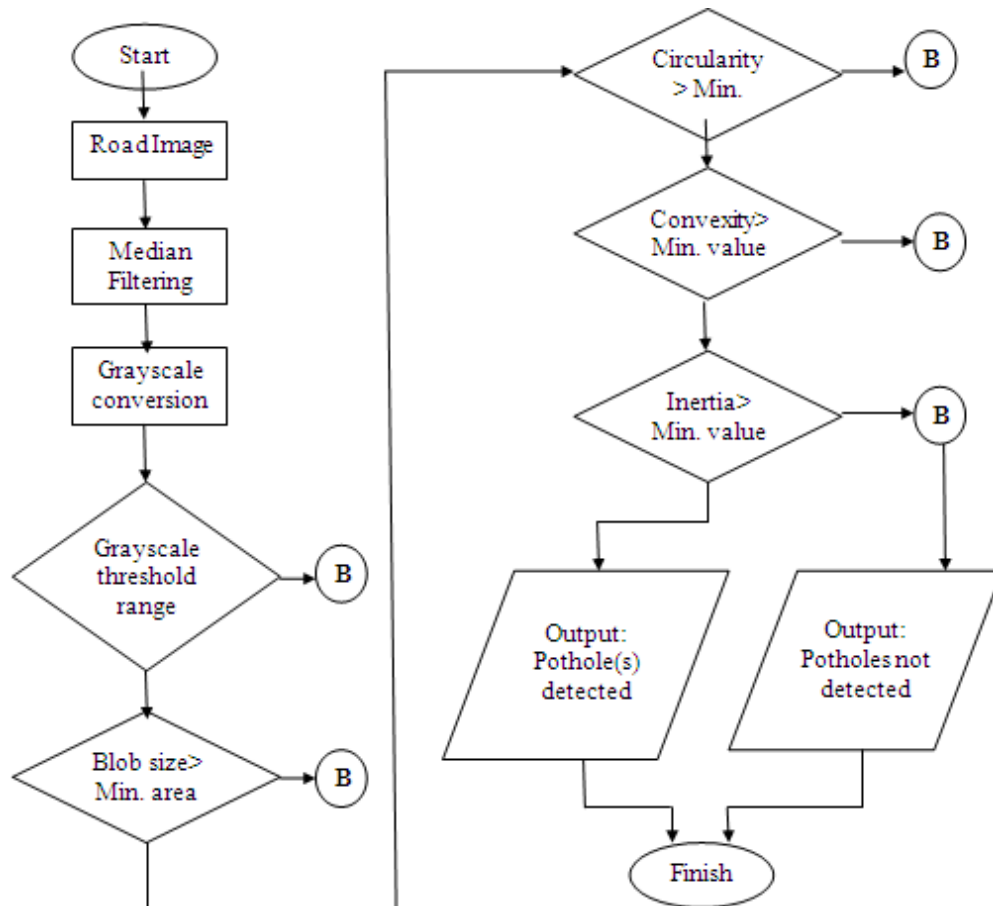 Start
Road Image
Median
Filtering
Grayscale
conversion
Grayscale
threshold
range
B
Blob size>
Min. area
B
Circularity
> Min.
B
Convexity>
Min. value
B
Inertia>
Min. value
B
Output:
Pothole(s)
detected
Output:
Potholes not
detected
Finish